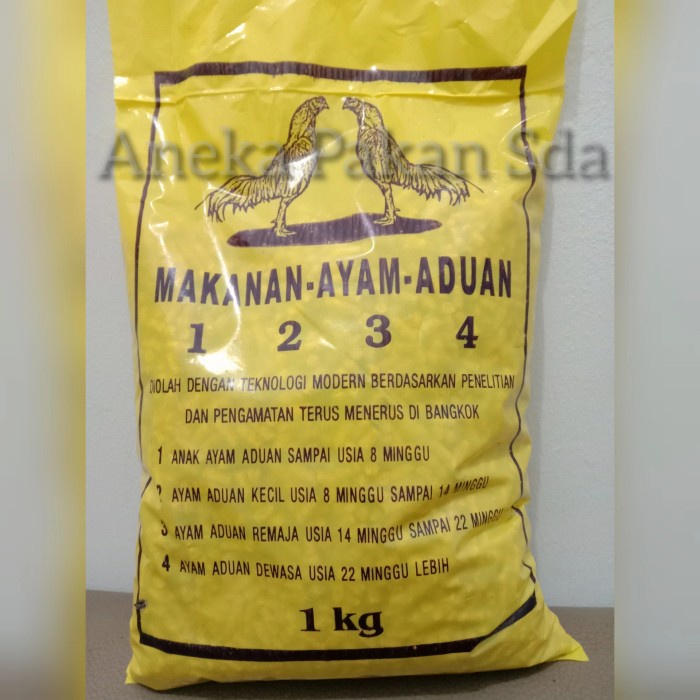 Aneka Pakan Sda
MAKANAN-AYAM-ADUAN
1 2 3 4
DIOLAH DENGAN TEKNOLOGI MODERN BERDASARKAN PENELITIAN
DAN PENGAMATAN TERUS MENERUS DI BANGKOK
1 ANAK AYAM ADUAN SAMPAI USIA 8 MINGGU
2 AYAM ADUAN KECIL USIA 8 MINGGU SAMPAI 14 MINGGU
3 AYAM ADUAN REMAJA USIA 14 MINGGU SAMPAI 22 MINGGU
4 AYAM ADUAN DEWASA USIA 22 MINGGU LEBIH
1 kg